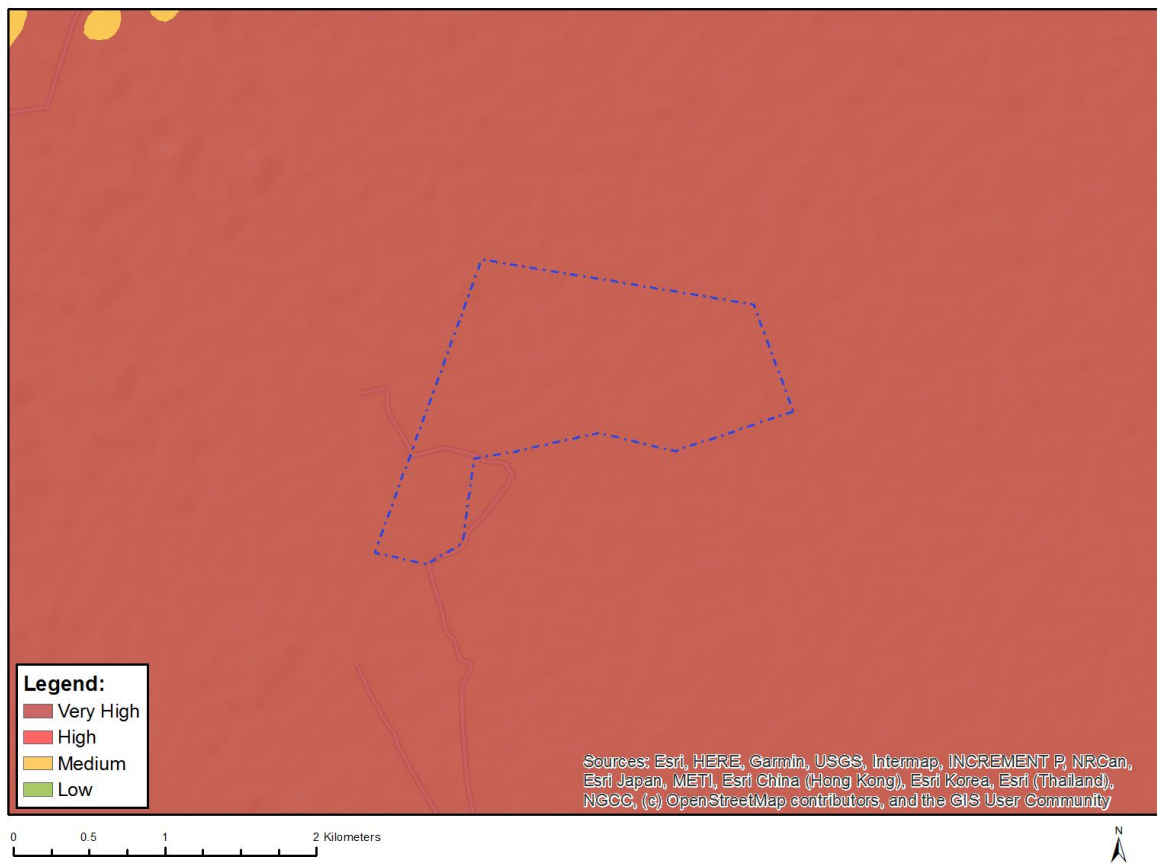 Legend:
Very High
High
Medium
Low
Sources: Esri, HERE, Garmin, USGS, Intermap, INCREMENT P, NRCan,
Esri Japan, METI, Esri China (Hong Kong), Esri Korea, Esri (Thailand),
NGCC, (c) OpenStreetMap contributors, and the GIS User Community
0 0.5 1 2 Kilometers
N